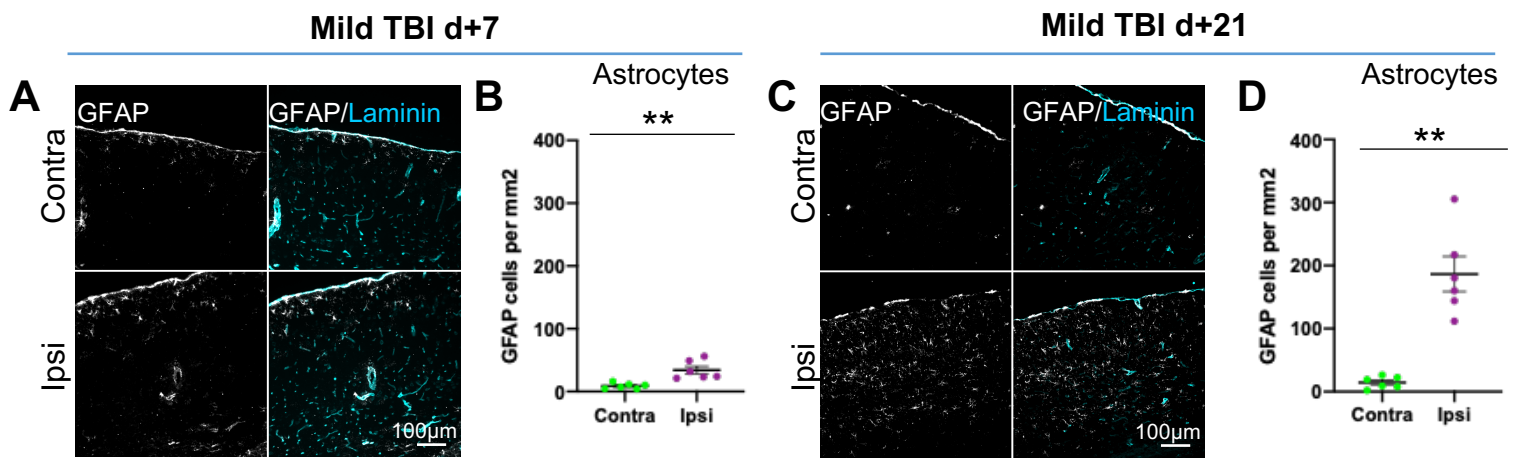 Mild TBI d+7
Mild TBI d+21
A
GFAP
GFAP/Laminin
Contra
Ipsi
100µm
B
Astrocytes
**
GFAP cells per mm2
400
300
200
100
0
Contra
Ipsi
C
GFAP
GFAP/Laminin
Contra
Ipsi
100µm
D
Astrocytes
**
GFAP cells per mm2
400
300
200
100
0
Contra
Ipsi